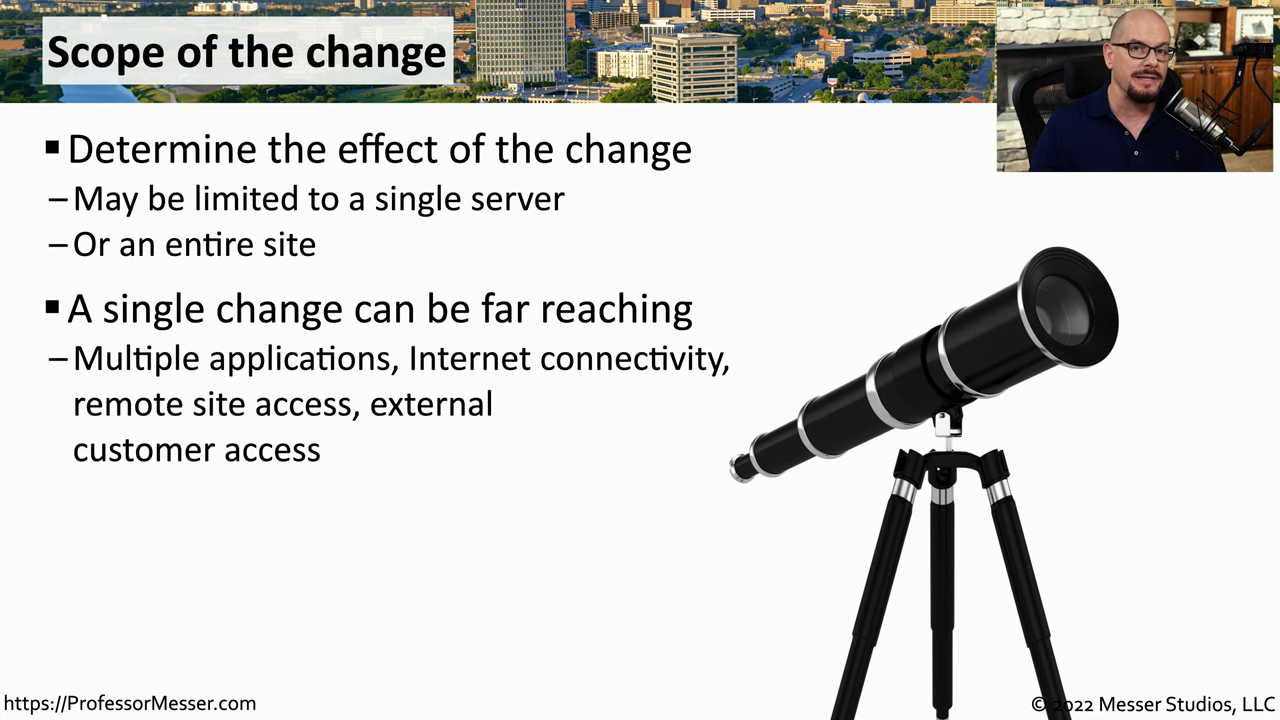 Scope of the change
▪ Determine the effect of the change
– May be limited to a single server
– Or an entire site
▪ A single change can be far reaching
– Multiple applications, Internet connectivity,
remote site access, external
customer access
https://ProfessorMesser.com
© 2022 Messer Studios, LLC